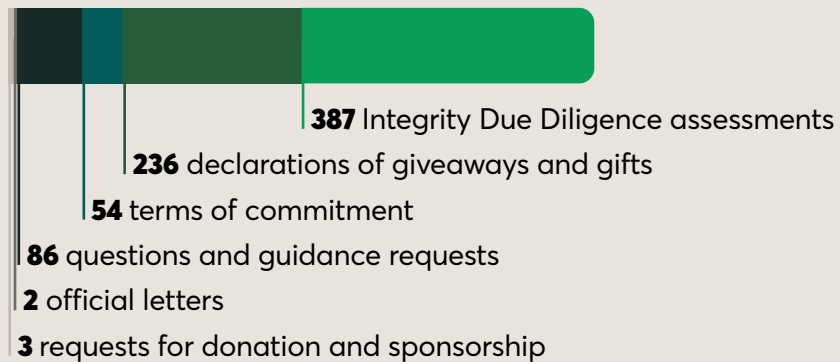 387 Integrity Due Diligence assessments
236 declarations of giveaways and gifts
54 terms of commitment
86 questions and guidance requests
2 official letters
3 requests for donation and sponsorship